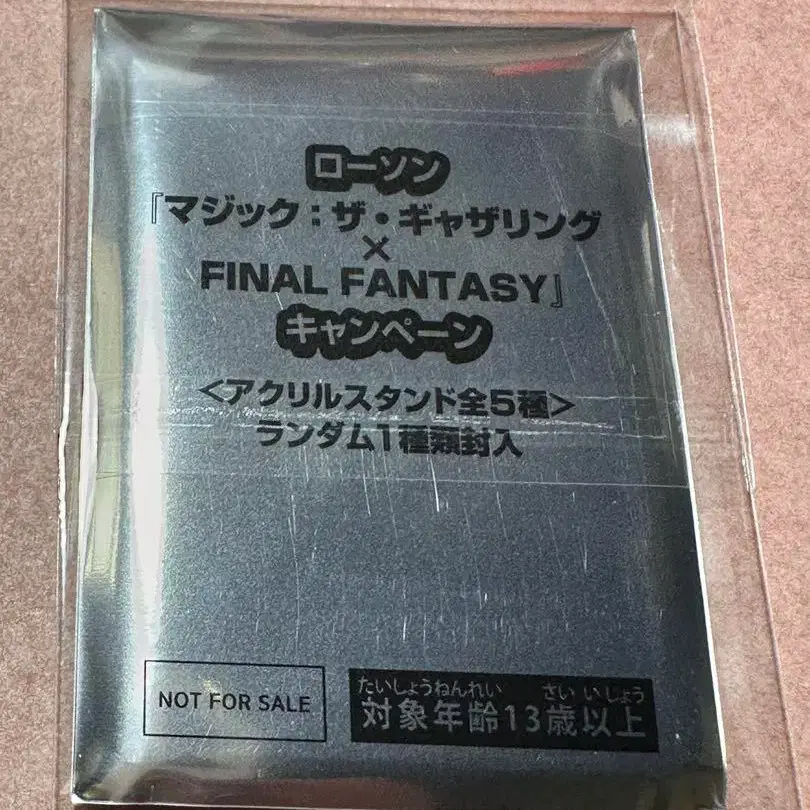 ローソン
『マジック：ザ・ギャザリング
×
FINAL FANTASY』
キャンペーン
＜アクリルスタンド全5種＞
ランダム1種類封入
NOT FOR SALE
たいしょうねんれい さい いじょう
対象年齢13歳以上